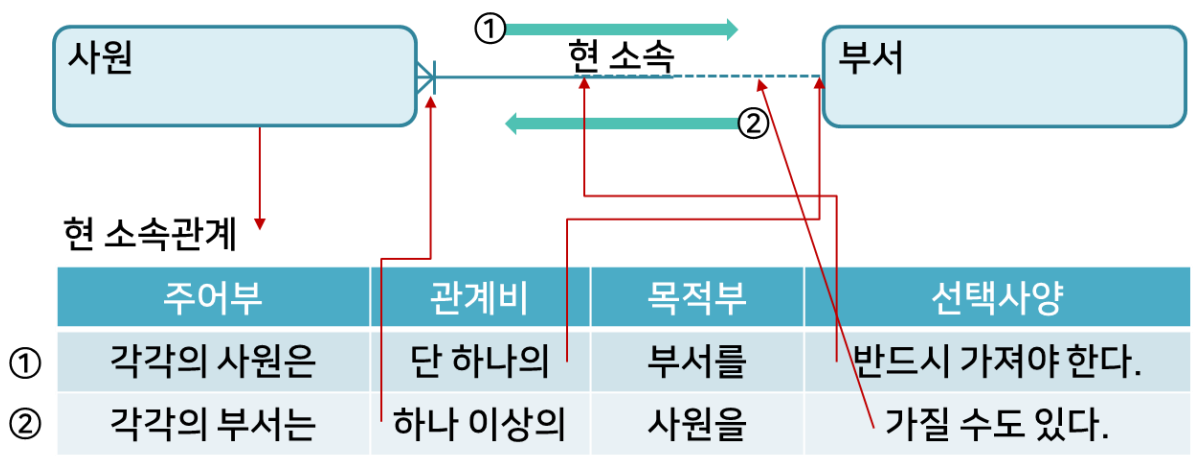 ①
사원
현 소속
부서
②
현 소속관계
주어부 관계비 목적부 선택사양
① 각각의 사원은 단 하나의 부서를 반드시 가져야 한다.
② 각각의 부서는 하나 이상의 사원을 가질 수도 있다.